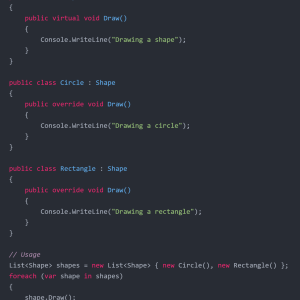 {
    public virtual void Draw()
    {
        Console.WriteLine("Drawing a shape");
    }
}

public class Circle : Shape
{
    public override void Draw()
    {
        Console.WriteLine("Drawing a circle");
    }
}

public class Rectangle : Shape
{
    public override void Draw()
    {
        Console.WriteLine("Drawing a rectangle");
    }
}

// Usage
List<Shape> shapes = new List<Shape> { new Circle(), new Rectangle() };
foreach (var shape in shapes)
{
    shape.Draw();